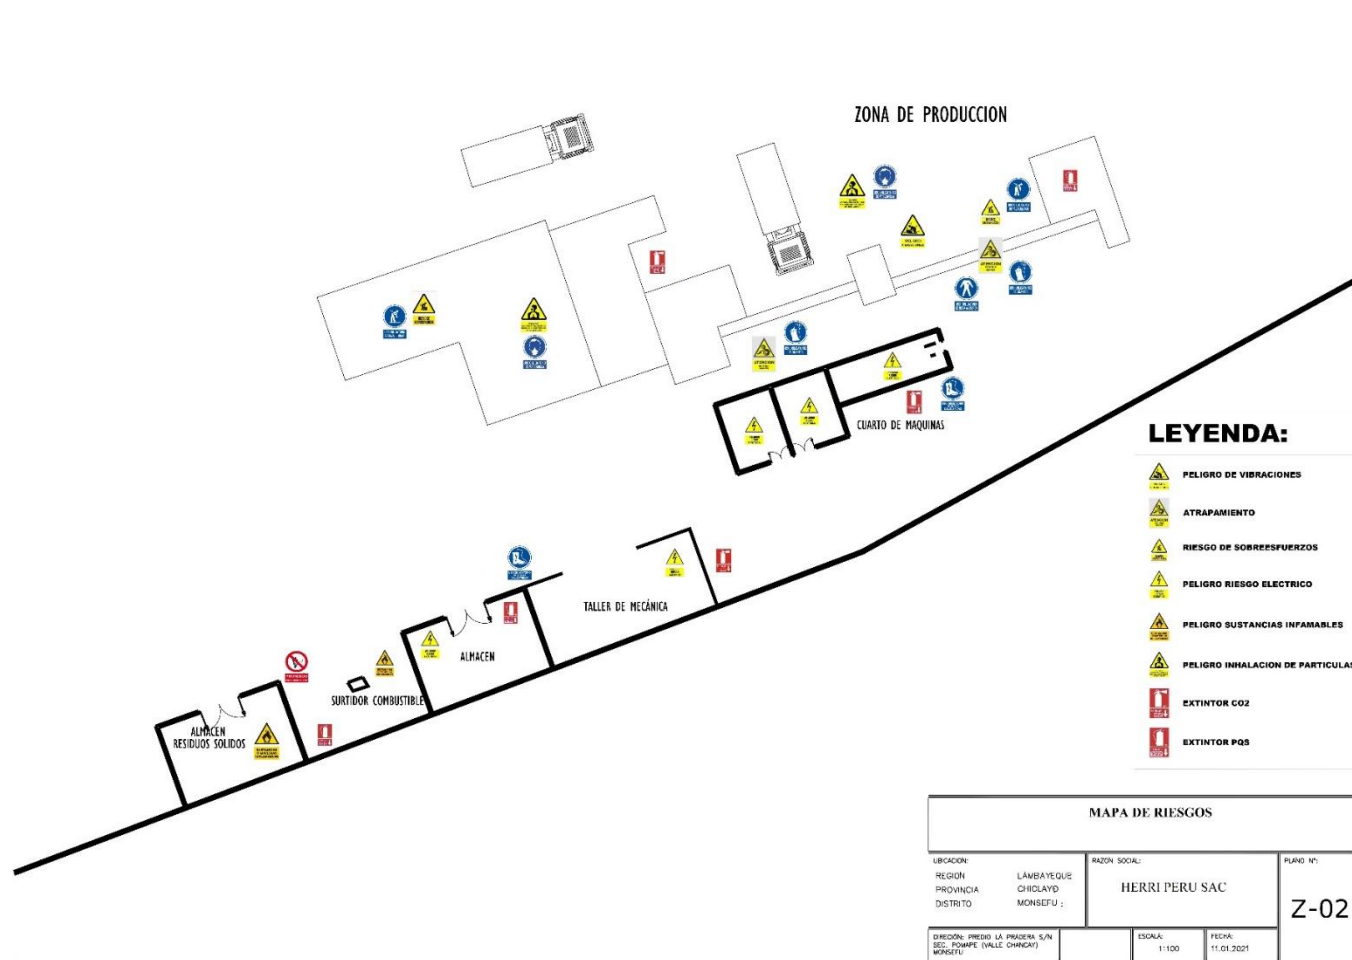 ZONA DE PRODUCCION
CUARTO DE MAQUINAS
TALLER DE MECÁNICA
ALMACEN
SURTIDOR COMBUSTIBLE
ALMACEN
RESIDUOS SOLIDOS
LEYENDA:
PELIGRO DE VIBRACIONES
ATRAPAMIENTO
RIESGO DE SOBREESFUERZOS
PELIGRO RIESGO ELECTRICO
PELIGRO SUSTANCIAS INFAMABLES
PELIGRO INHALACION DE PARTICULAS
EXTINTOR CO2
EXTINTOR PQS
MAPA DE RIESGOS
UBICACION:
REGION LAMBAYEQUE
PROVINCIA CHICLAYO
DISTRITO MONSEFU :
RAZON SOCIAL:
HERRI PERU SAC
PLANO N°:
Z-02
DIRECIÓN: PREDIO LA PRADERA S/N
SEC. POMAPE (VALLE CHANCAY)
MONSEFU
ESCALA:
1:100
FECHA:
11.01.2021